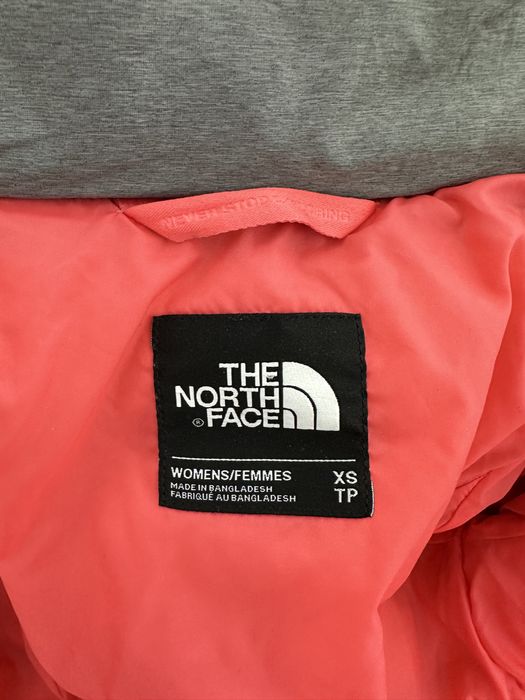 NEVER STOP EXPLORING
THE
NORTH
FACE
®
WOMENS/FEMMES XS
MADE IN BANGLADESH TP
FABRIQUÉ AU BANGLADESH